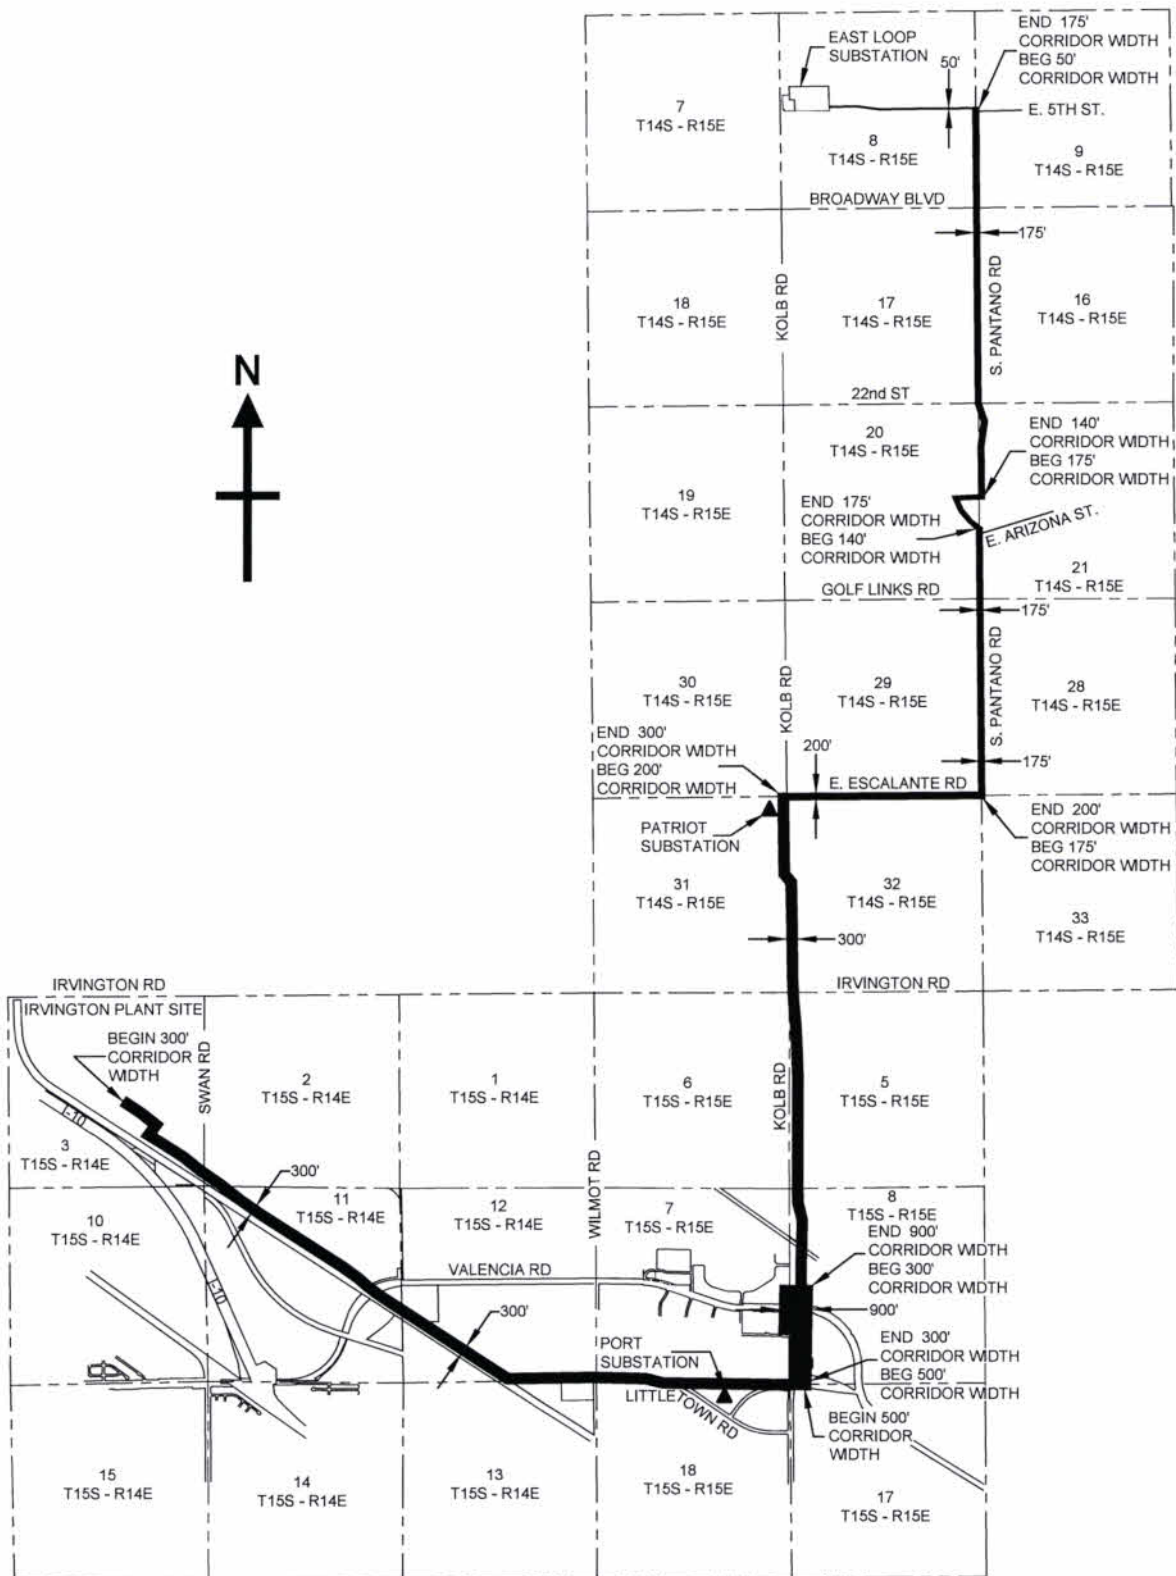 END 175'
CORRIDOR WIDTH
BEG 50'
CORRIDOR WIDTH
EAST LOOP
SUBSTATION
50'
E. 5TH ST.
7
T14S - R15E
8
T14S - R15E
9
T14S - R15E
BROADWAY BLVD
175'
KOLB RD
S. PANTANO RD
18
T14S - R15E
17
T14S - R15E
16
T14S - R15E
N
22nd ST
20
T14S - R15E
END 140'
CORRIDOR WIDTH
BEG 175'
CORRIDOR WIDTH
19
T14S - R15E
END 175'
CORRIDOR WIDTH
BEG 140'
CORRIDOR WIDTH
E. ARIZONA ST.
21
T14S - R15E
GOLF LINKS RD
175'
KOLB RD
S. PANTANO RD
30
T14S - R15E
29
T14S - R15E
28
T14S - R15E
END 300'
CORRIDOR WIDTH
BEG 200'
CORRIDOR WIDTH
200'
175'
E. ESCALANTE RD
PATRIOT
SUBSTATION
END 200'
CORRIDOR WIDTH
BEG 175'
CORRIDOR WIDTH
31
T14S - R15E
32
T14S - R15E
33
T14S - R15E
300'
IRVINGTON RD
IRVINGTON RD
IRVINGTON PLANT SITE
BEGIN 300'
CORRIDOR
WIDTH
SWAN RD
I-10
2
T15S - R14E
1
T15S - R14E
6
T15S - R15E
KOLB RD
5
T15S - R15E
3
T15S - R14E
300'
WILMOT RD
10
T15S - R14E
11
T15S - R14E
12
T15S - R14E
7
T15S - R15E
8
T15S - R15E
END 900'
CORRIDOR WIDTH
BEG 300'
CORRIDOR WIDTH
VALENCIA RD
I-10
300'
900'
PORT
SUBSTATION
END 300'
CORRIDOR WIDTH
BEG 500'
CORRIDOR WIDTH
LITTLETOWN RD
BEGIN 500'
CORRIDOR
WIDTH
15
T15S - R14E
14
T15S - R14E
13
T15S - R14E
18
T15S - R15E
17
T15S - R15E